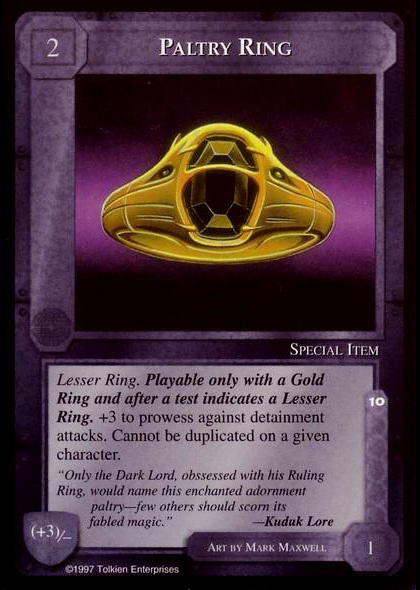 2
PALTRY RING
SPECIAL ITEM
Lesser Ring. Playable only with a Gold
Ring and after a test indicates a Lesser
Ring. +3 to prowess against detainment
attacks. Cannot be duplicated on a given
character.
10
“Only the Dark Lord, obssessed with his Ruling
Ring, would name this enchanted adornment
paltry—few others should scorn its
fabled magic.” —Kuduk Lore
(+3)/–
ART BY MARK MAXWELL
1
©1997 Tolkien Enterprises